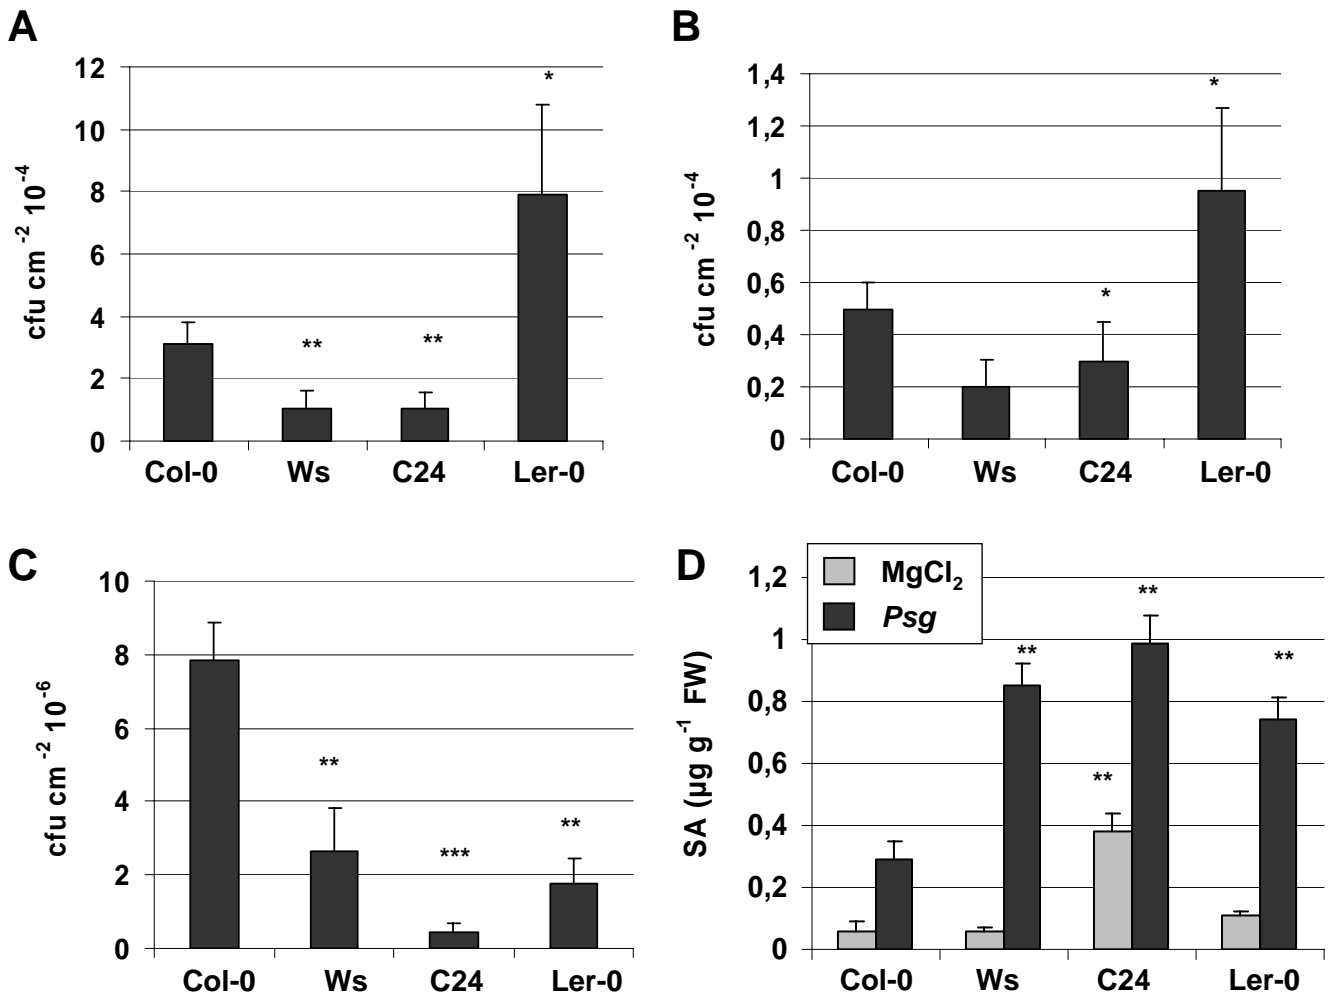 A
12
10
8
6
4
2
0
cfu cm -2 10-4
*
**
**
Col-0 Ws C24 Ler-0
B
1,4
1,2
1
0,8
0,6
0,4
0,2
0
cfu cm -2 10-4
*
*
Col-0 Ws C24 Ler-0
C
10
8
6
4
2
0
cfu cm -2 10-6
**
***
**
Col-0 Ws C24 Ler-0
D
MgCl2
Psg
1,2
1
0,8
0,6
0,4
0,2
0
SA (µg g-1 FW)
**
**
**
**
Col-0 Ws C24 Ler-0